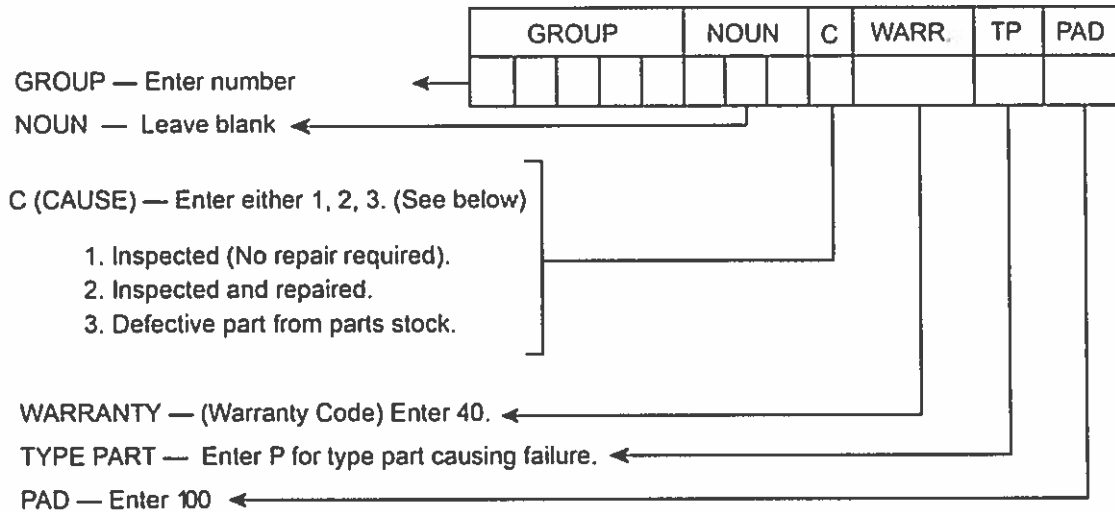 GROUP NOUN C WARR. TP PAD
GROUP — Enter number
NOUN — Leave blank
C (CAUSE) — Enter either 1, 2, 3. (See below)
1. Inspected (No repair required).
2. Inspected and repaired.
3. Defective part from parts stock.
WARRANTY — (Warranty Code) Enter 40.
TYPE PART — Enter P for type part causing failure.
PAD — Enter 100